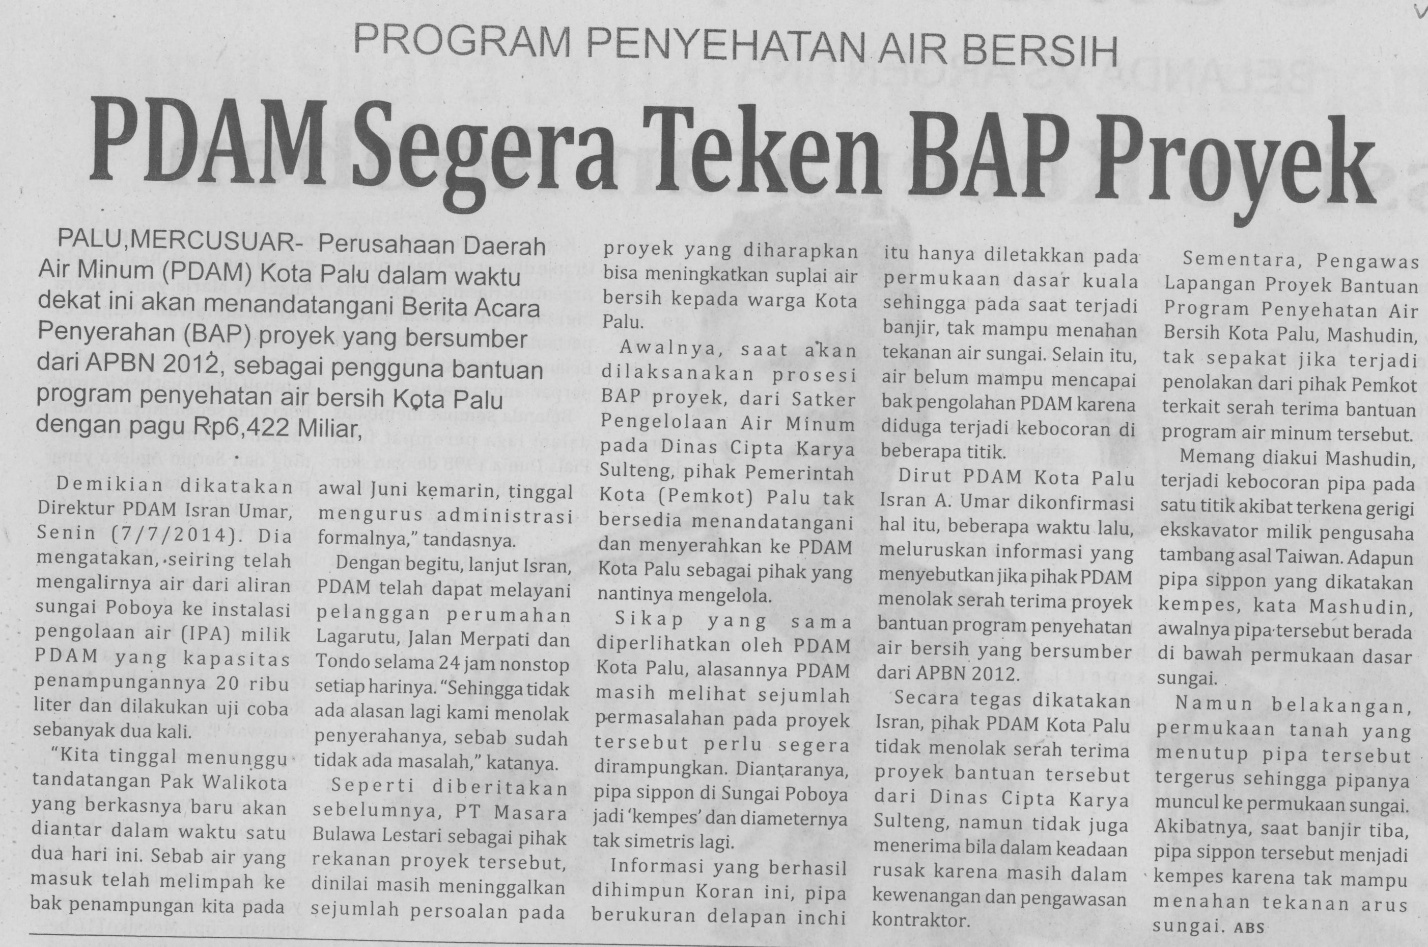 PROGRAM PENYEHATAN AIR BERSIH
PDAM Segera Teken BAP Proyek
PALU,MERCUSUAR- Perusahaan Daerah
Air Minum (PDAM) Kota Palu dalam waktu
dekat ini akan menandatangani Berita Acara
Penyerahan (BAP) proyek yang bersumber
dari APBN 2012, sebagai pengguna bantuan
program penyehatan air bersih Kota Palu
dengan pagu Rp6,422 Miliar,
Demikian dikatakan
Direktur PDAM Isran Umar,
Senin (7/7/2014). Dia
mengatakan, seiring telah
mengalirnya air dari aliran
sungai Poboya ke instalasi
pengolaan air (IPA) milik
PDAM yang kapasitas
penampungannya 20 ribu
liter dan dilakukan uji coba
sebanyak dua kali.
"Kita tinggal menunggu
tandatangan Pak Walikota
yang berkasnya baru akan
diantar dalam waktu satu
dua hari ini. Sebab air yang
masuk telah melimpah ke
bak penampungan kita pada
awal Juni kemarin, tinggal
mengurus administrasi
formalnya," tandasnya.
Dengan begitu, lanjut Isran,
PDAM telah dapat melayani
pelanggan perumahan
Lagarutu, Jalan Merpati dan
Tondo selama 24 jam nonstop
setiap harinya. "Sehingga tidak
ada alasan lagi kami menolak
penyerahanya, sebab sudah
tidak ada masalah," katanya.
Seperti diberitakan
sebelumnya, PT Masara
Bulawa Lestari sebagai pihak
rekanan proyek tersebut,
dinilai masih meninggalkan
sejumlah persoalan pada
proyek yang diharapkan
bisa meningkatkan suplai air
bersih kepada warga Kota
Palu.
Awalnya, saat akan
dilaksanakan prosesi
BAP proyek, dari Satker
Pengelolaan Air Minum
pada Dinas Cipta Karya
Sulteng, pihak Pemerintah
Kota (Pemkot) Palu tak
bersedia menandatangani
dan menyerahkan ke PDAM
Kota Palu sebagai pihak yang
nantinya mengelola.
Sikap yang sama
diperlihatkan oleh PDAM
Kota Palu, alasannya PDAM
masih melihat sejumlah
permasalahan pada proyek
tersebut perlu segera
dirampungkan. Diantaranya,
pipa sippon di Sungai Poboya
jadi 'kempes' dan diameternya
tak simetris lagi.
Informasi yang berhasil
dihimpun Koran ini, pipa
berukuran delapan inchi
itu hanya diletakkan pada
permukaan dasar kuala
sehingga pada saat terjadi
banjir, tak mampu menahan
tekanan air sungai. Selain itu,
air belum mampu mencapai
bak pengolahan PDAM karena
diduga terjadi kebocoran di
beberapa titik.
Dirut PDAM Kota Palu
Isran A. Umar dikonfirmasi
hal itu, beberapa waktu lalu,
meluruskan informasi yang
menyebutkan jika pihak PDAM
menolak serah terima proyek
bantuan program penyehatan
air bersih yang bersumber
dari APBN 2012.
Secara tegas dikatakan
Isran, pihak PDAM Kota Palu
tidak menolak serah terima
proyek bantuan tersebut
dari Dinas Cipta Karya
Sulteng, namun tidak juga
menerima bila dalam keadaan
rusak karena masih dalam
kewenangan dan pengawasan
kontraktor.
Sementara, Pengawas
Lapangan Proyek Bantuan
Program Penyehatan Air
Bersih Kota Palu, Mashudin,
tak sepakat jika terjadi
penolakan dari pihak Pemkot
terkait serah terima bantuan
program air minum tersebut.
Memang diakui Mashudin,
terjadi kebocoran pipa pada
satu titik akibat terkena gerigi
ekskavator milik pengusaha
tambang asal Taiwan. Adapun
pipa sippon yang dikatakan
kempes, kata Mashudin,
awalnya pipa tersebut berada
di bawah permukaan dasar
sungai.
Namun belakangan,
permukaan tanah yang
menutup pipa tersebut
tergerus sehingga pipanya
muncul ke permukaan sungai.
Akibatnya, saat banjir tiba,
pipa sippon tersebut menjadi
kempes karena tak mampu
menahan tekanan arus
sungai. ABS